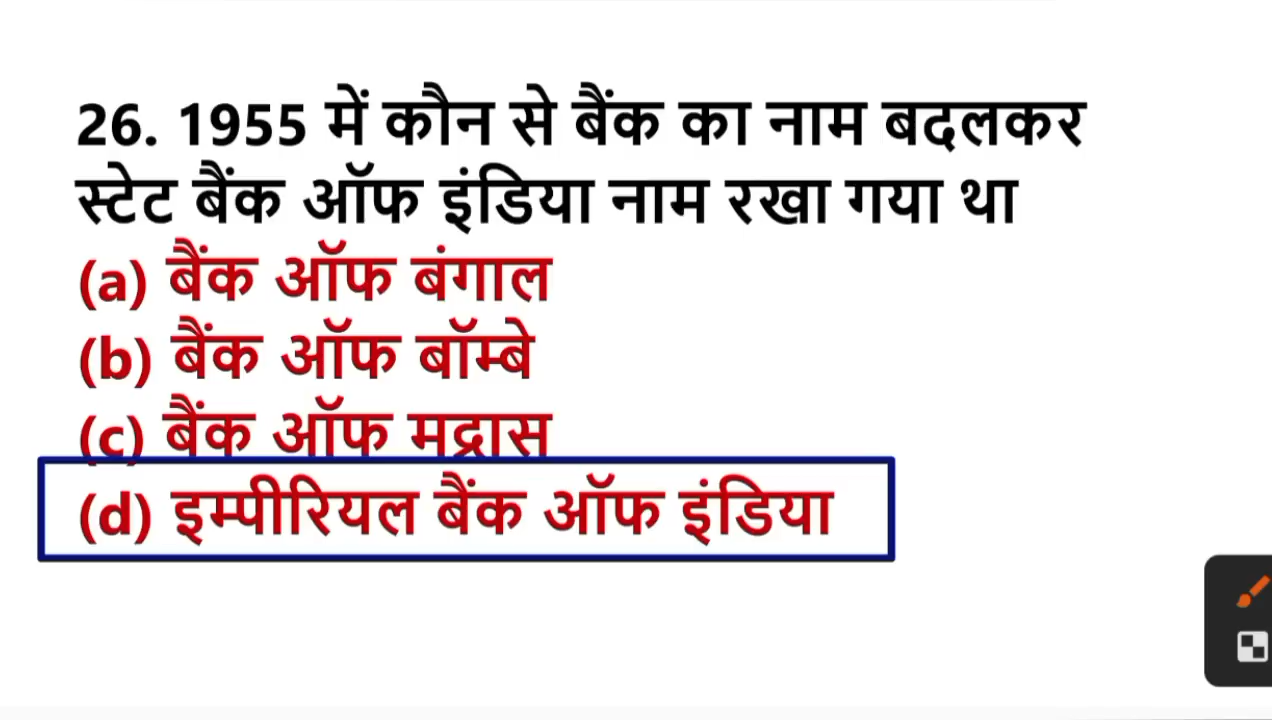 26. 1955 में कौन से बैंक का नाम बदलकर
स्टेट बैंक ऑफ इंडिया नाम रखा गया था
(a) बैंक ऑफ बंगाल
(b) बैंक ऑफ बॉम्बे
(c) बैंक ऑफ मद्रास
(d) इम्पीरियल बैंक ऑफ इंडिया